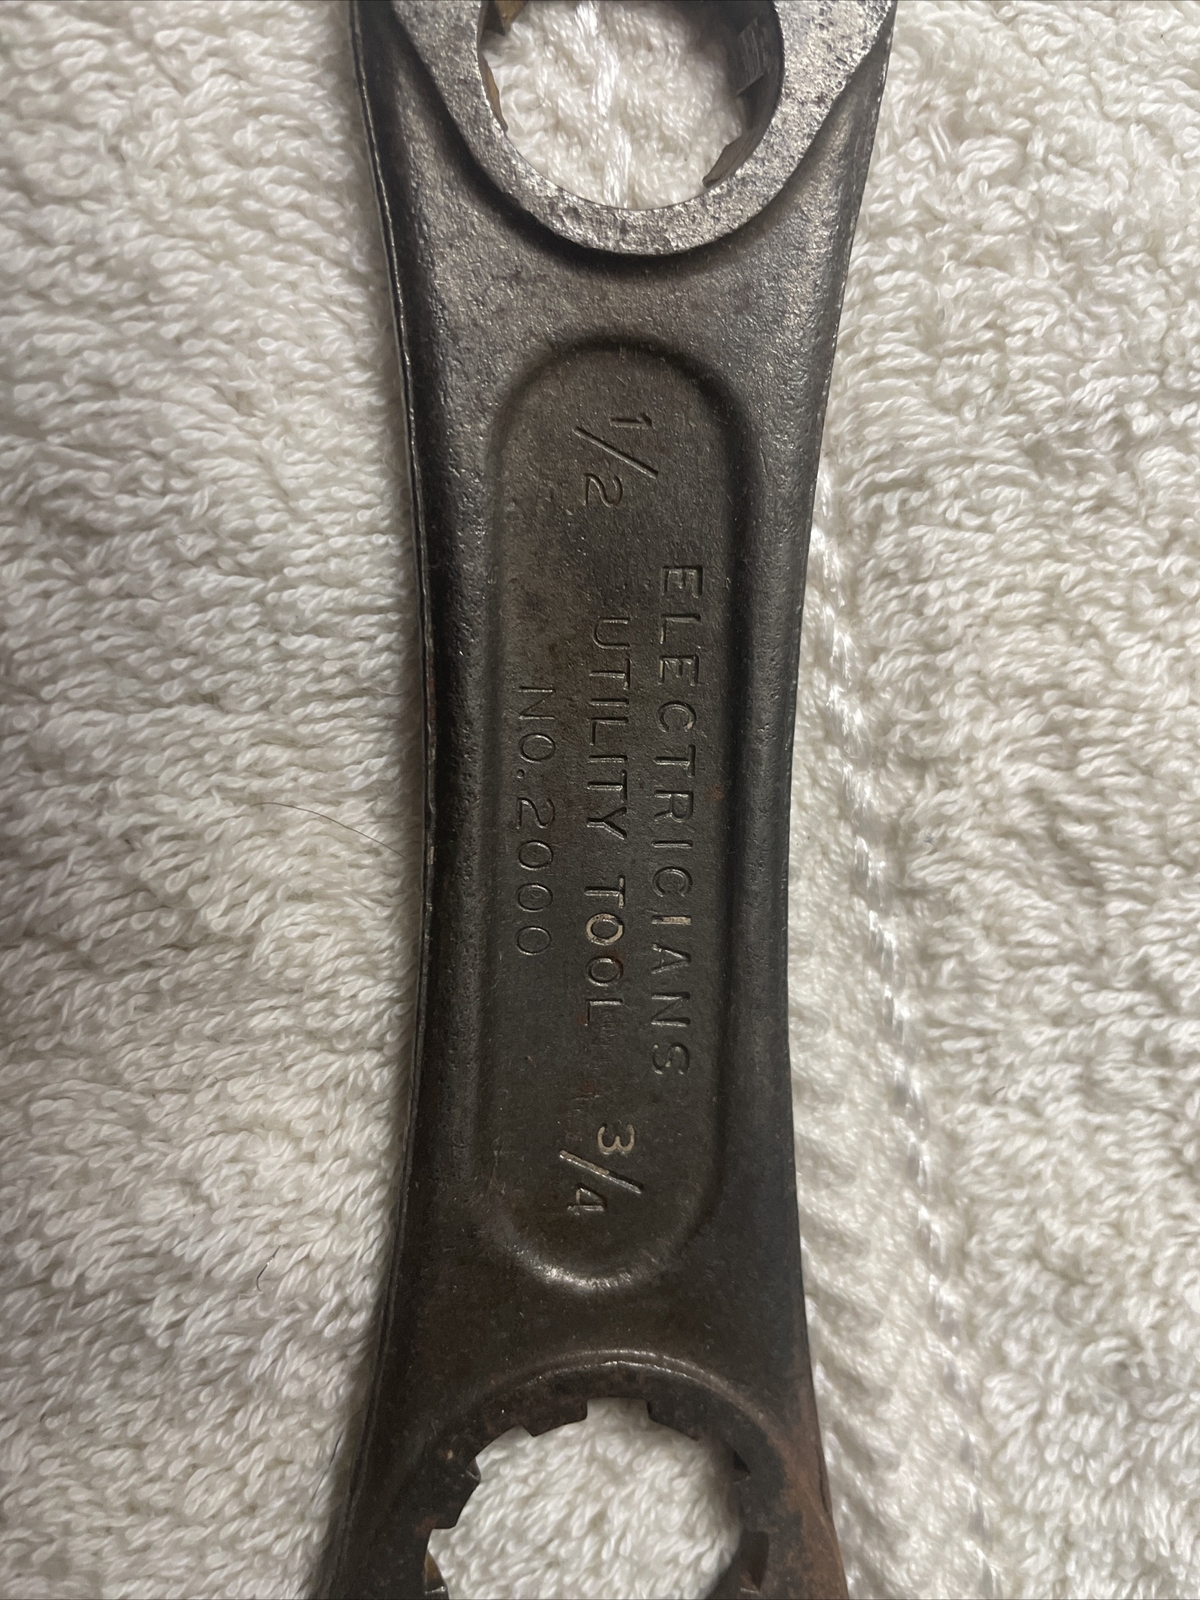 ELECTRICIANS
1/2 UTILITY TOOL 3/4
NO. 2000